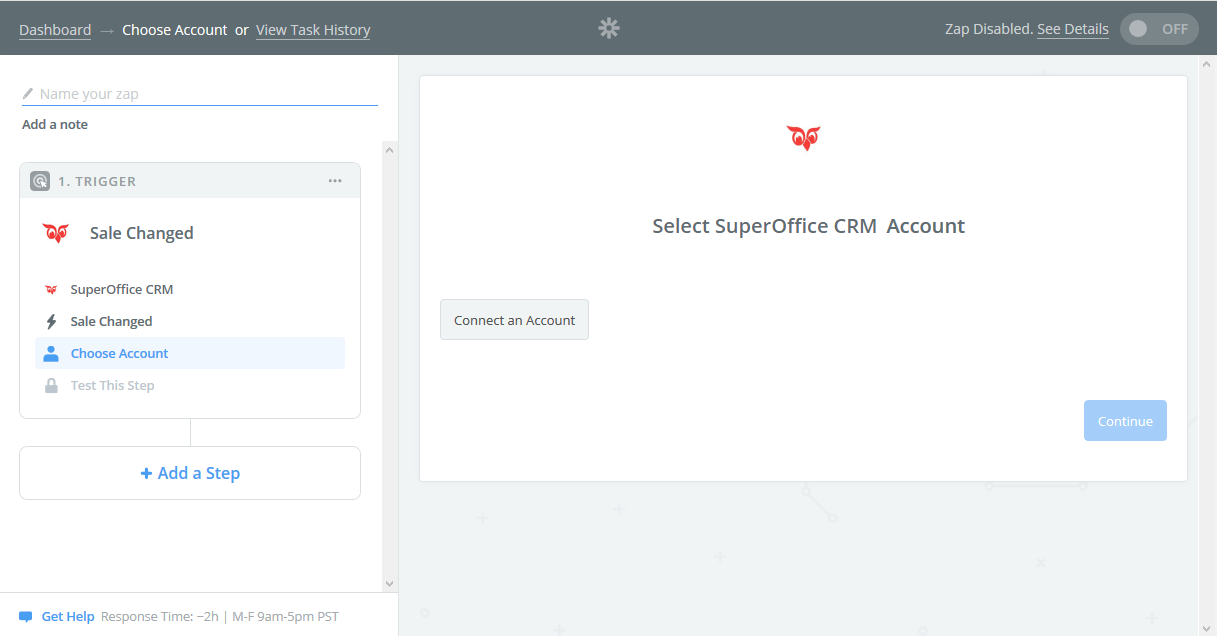 Dashboard → Choose Account or View Task History
Zap Disabled. See Details OFF
Name your zap
Add a note
1. TRIGGER
Sale Changed
SuperOffice CRM
Sale Changed
Choose Account
Test This Step
+ Add a Step
Get Help Response Time: ~2h | M-F 9am-5pm PST
Select SuperOffice CRM Account
Connect an Account
Continue